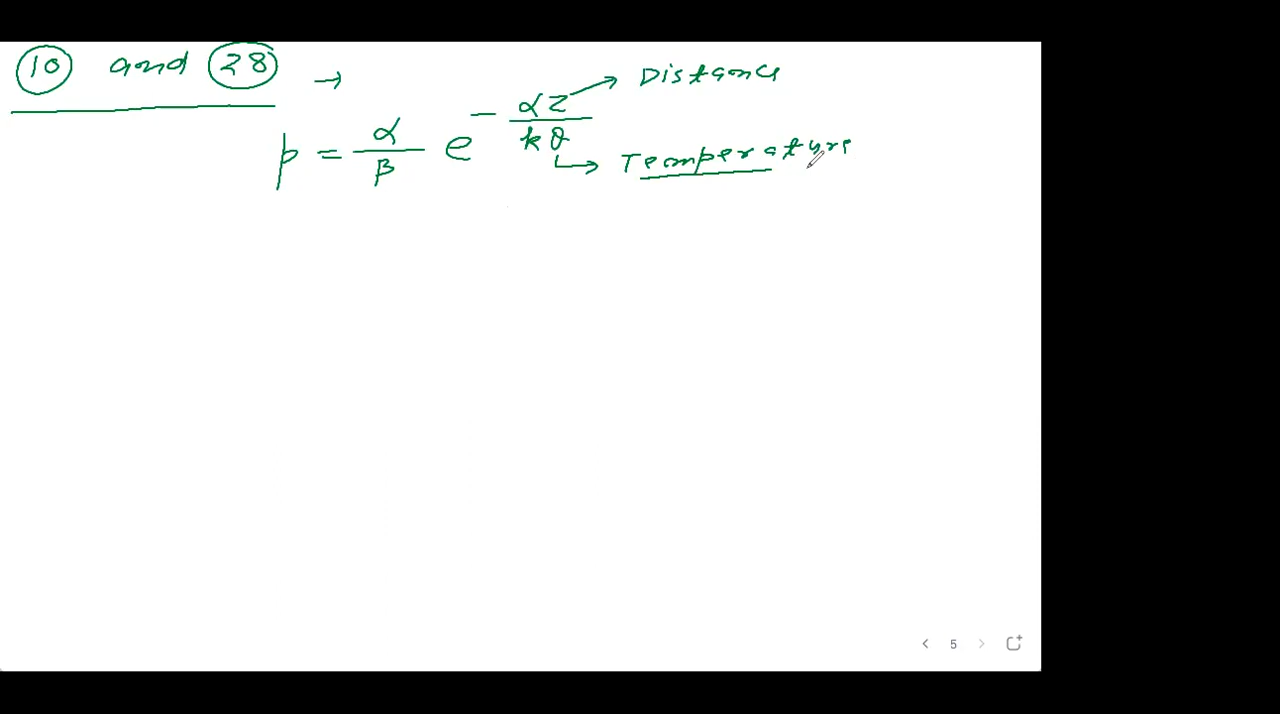 10 and 28 →
p = α/β e^(-αZ/kθ)
→ Distance
→ Temperature
< 5 >